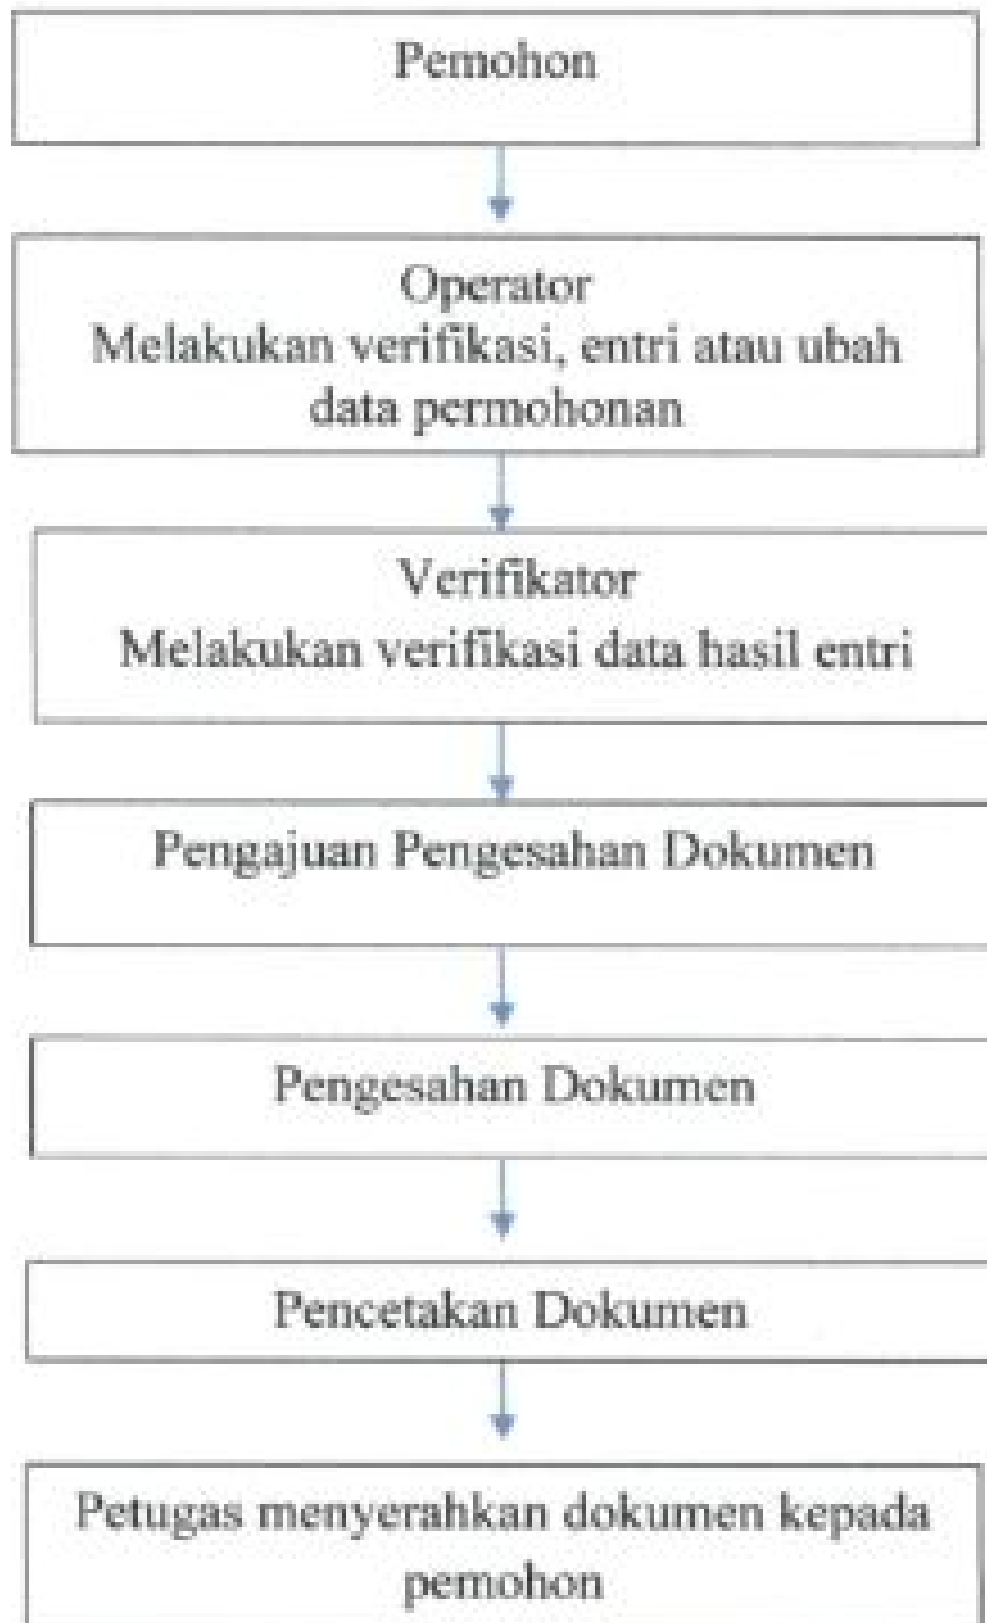 Pemohon
Operator
Melakukan verifikasi, entri atau ubah
data permohonan
Verifikator
Melakukan verifikasi data hasil entri
Pengajuan Pengesahan Dokumen
Pengesahan Dokumen
Pencetakan Dokumen
Petugas menyerahkan dokumen kepada
pemohon